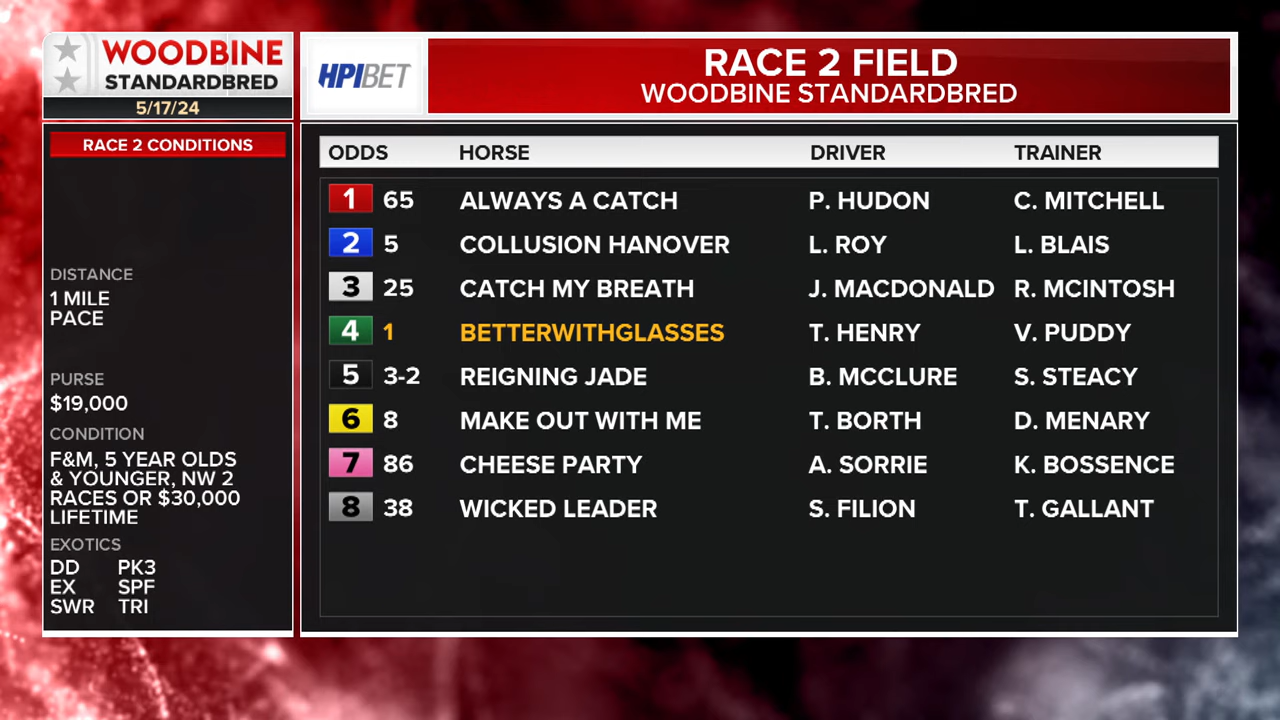 WOODBINE
STANDARDBRED
5/17/24
HPIBET
RACE 2 FIELD
WOODBINE STANDARDBRED
RACE 2 CONDITIONS
DISTANCE
1 MILE
PACE
PURSE
$19,000
CONDITION
F&M, 5 YEAR OLDS
& YOUNGER, NW 2
RACES OR $30,000
LIFETIME
EXOTICS
DD PK3
EX SPF
SWR TRI
ODDS HORSE DRIVER TRAINER
1 65 ALWAYS A CATCH P. HUDON C. MITCHELL
2 5 COLLUSION HANOVER L. ROY L. BLAIS
3 25 CATCH MY BREATH J. MACDONALD R. MCINTOSH
4 1 BETTERWITHGLASSES T. HENRY V. PUDDY
5 3-2 REIGNING JADE B. MCCLURE S. STEACY
6 8 MAKE OUT WITH ME T. BORTH D. MENARY
7 86 CHEESE PARTY A. SORRIE K. BOSSENCE
8 38 WICKED LEADER S. FILION T. GALLANT